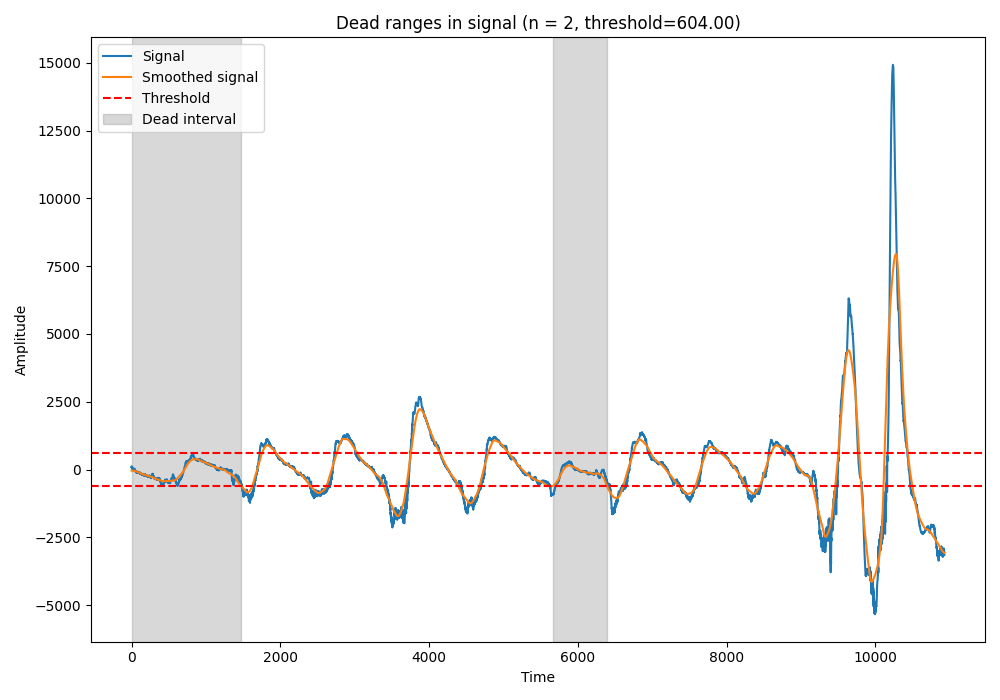 Dead ranges in signal (n = 2, threshold=604.00)
Signal
Smoothed signal
Threshold
Dead interval
15000
12500
10000
7500
5000
2500
0
−2500
−5000
Amplitude
0 2000 4000 6000 8000 10000
Time